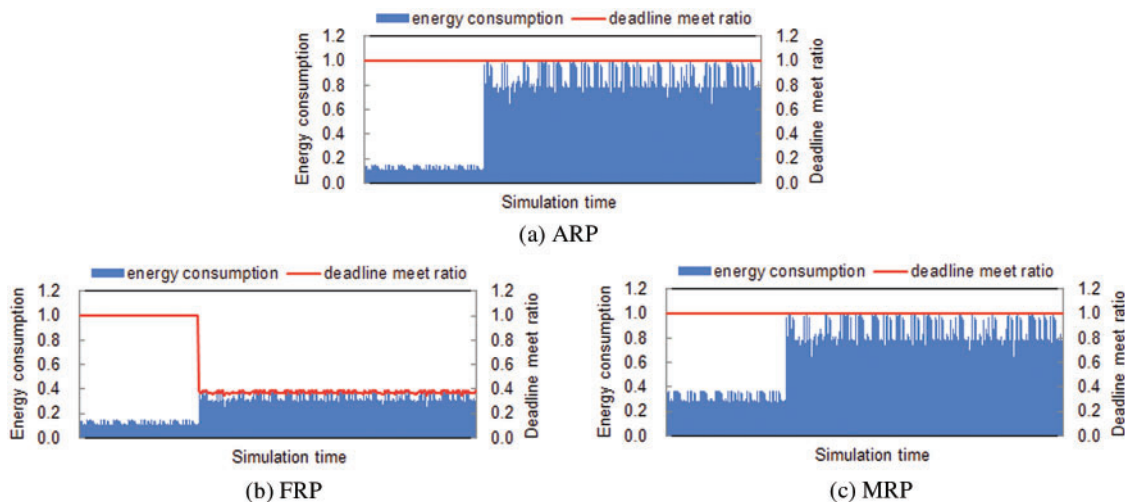 energy consumption deadline meet ratio
1.2 1.2
1.0 1.0
0.8 0.8
0.6 0.6
0.4 0.4
0.2 0.2
0.0 0.0
Energy consumption
Deadline meet ratio
Simulation time
(a) ARP
energy consumption deadline meet ratio
1.2 1.2
1.0 1.0
0.8 0.8
0.6 0.6
0.4 0.4
0.2 0.2
0.0 0.0
Energy consumption
Deadline meet ratio
Simulation time
(b) FRP
energy consumption deadline meet ratio
1.2 1.2
1.0 1.0
0.8 0.8
0.6 0.6
0.4 0.4
0.2 0.2
0.0 0.0
Energy consumption
Deadline meet ratio
Simulation time
(c) MRP